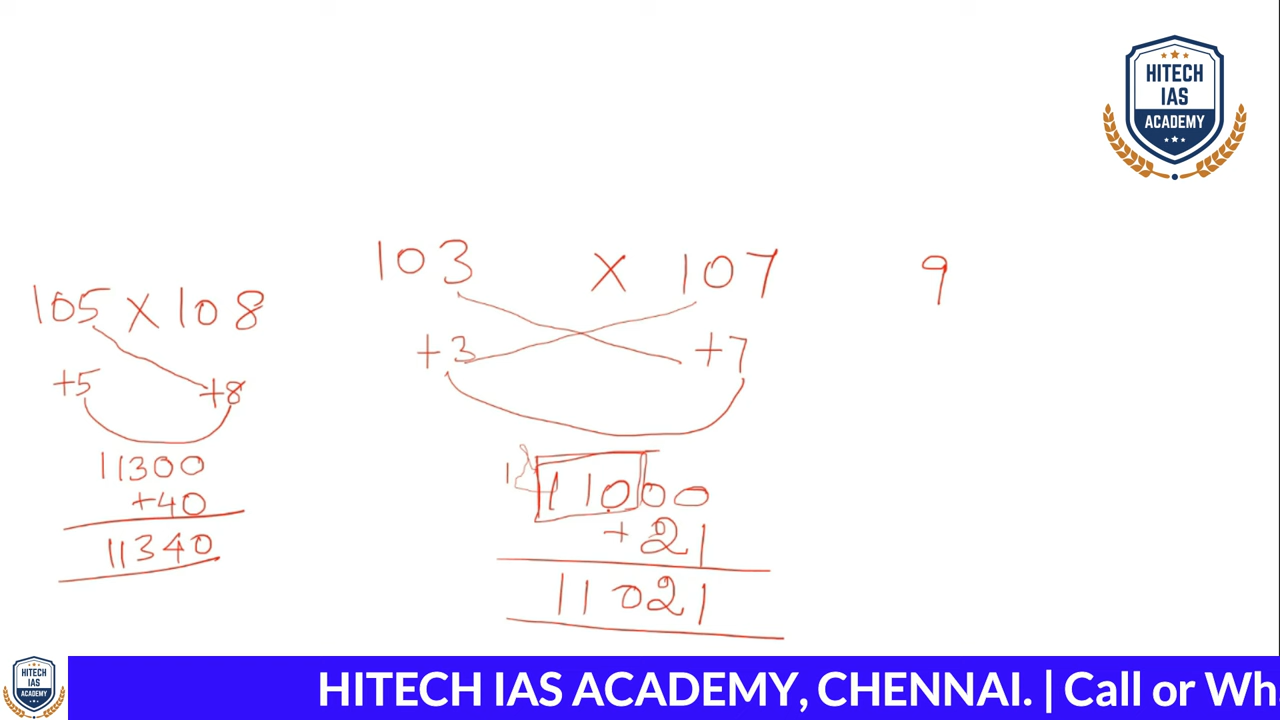 HITECH
IAS
ACADEMY
103 X 107
9
105 X 108
+3 +7
+5 +8
11300
+40
11340
1
11000
+ 21
11021
HITECH
IAS
ACADEMY
HITECH IAS ACADEMY, CHENNAI. | Call or Wh